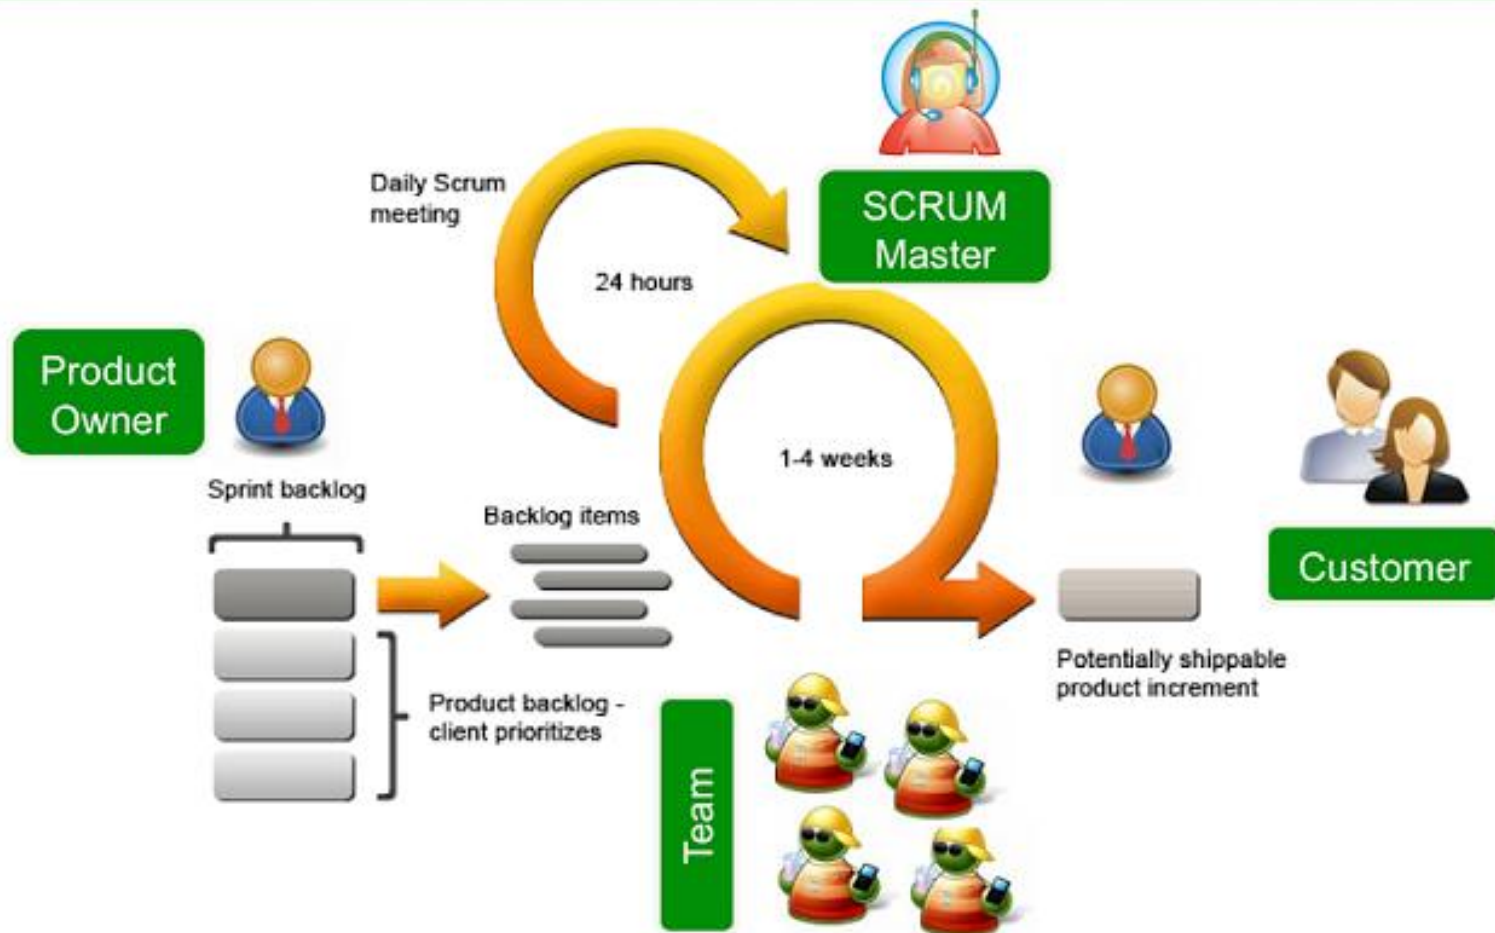 SCRUM
Master
Daily Scrum
meeting
24 hours
Product
Owner
1-4 weeks
Sprint backlog
Backlog items
Customer
Potentially shippable
product increment
Product backlog -
client prioritizes
Team